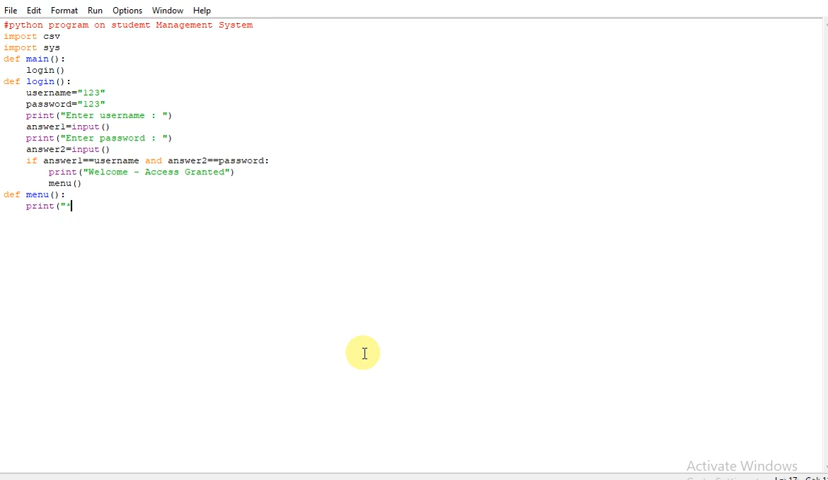 File Edit Format Run Options Window Help
#python program on studemt Management System
import csv
import sys
def main():
    login()
def login():
    username="123"
    password="123"
    print("Enter username : ")
    answer1=input()
    print("Enter password : ")
    answer2=input()
    if answer1==username and answer2==password:
        print("Welcome - Access Granted")
        menu()
def menu():
    print("*
Activate Windows